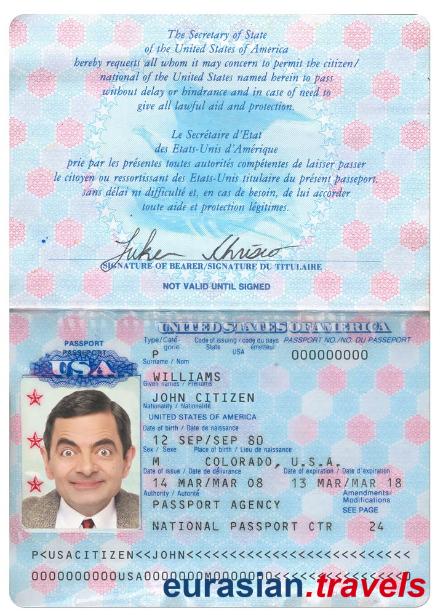 The Secretary of State
of the United States of America
hereby requests all whom it may concern to permit the citizen/
national of the United States named herein to pass
without delay or hindrance and in case of need to
give all lawful aid and protection.
Le Secrétaire d'Etat
des Etats-Unis d'Amérique
prie par les présentes toutes autorités compétentes de laisser passer
le citoyen ou ressortissant des Etats-Unis titulaire du présent passeport,
sans délai ni difficulté et, en cas de besoin, de lui accorder
toute aide et protection légitimes.
SIGNATURE OF BEARER/SIGNATURE DU TITULAIRE
NOT VALID UNTIL SIGNED
UNITED STATES OF AMERICA
PASSPORT
PASSEPORT
USA
Type/Caté-gorie Code of issuing / code du pays PASSPORT NO./NO. DU PASSEPORT
State USA émetteur
P 000000000
Surname / Nom
WILLIAMS
Given names / Prénoms
JOHN CITIZEN
Nationality / Nationalité
UNITED STATES OF AMERICA
Date of birth / Date de naissance
12 SEP/SEP 80
Sex / Sexe Place of birth / Lieu de naissance
M COLORADO, U.S.A.
Date of issue / Date de délivrance Date of expiration / Date d'expiration
14 MAR/MAR 08 13 MAR/MAR 18
Authority / Autorité Amendments/
Modifications
PASSPORT AGENCY SEE PAGE
NATIONAL PASSPORT CTR 24
P<USACITIZEN<<JOHN<<<<<<<<<<<<<<<<<<<<<<<<<<
eurasian.travels